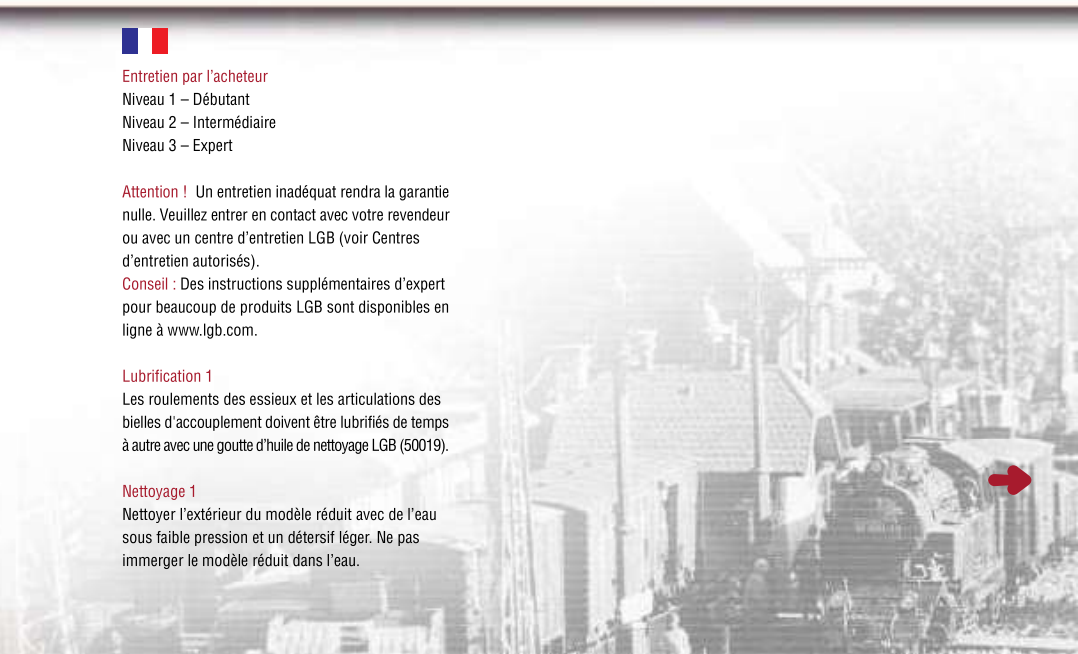 Entretien par l’acheteur
Niveau 1 – Débutant
Niveau 2 – Intermédiaire
Niveau 3 – Expert
Attention !  Un entretien inadéquat rendra la garantie
nulle. Veuillez entrer en contact avec votre revendeur
ou avec un centre d’entretien LGB (voir Centres
d’entretien autorisés).
Conseil : Des instructions supplémentaires d’expert
pour beaucoup de produits LGB sont disponibles en
ligne à www.lgb.com.
Lubrification 1
Les roulements des essieux et les articulations des
bielles d'accouplement doivent être lubrifiés de temps
à autre avec une goutte d’huile de nettoyage LGB (50019).
Nettoyage 1
Nettoyer l’extérieur du modèle réduit avec de l’eau
sous faible pression et un détersif léger. Ne pas
immerger le modèle réduit dans l’eau.